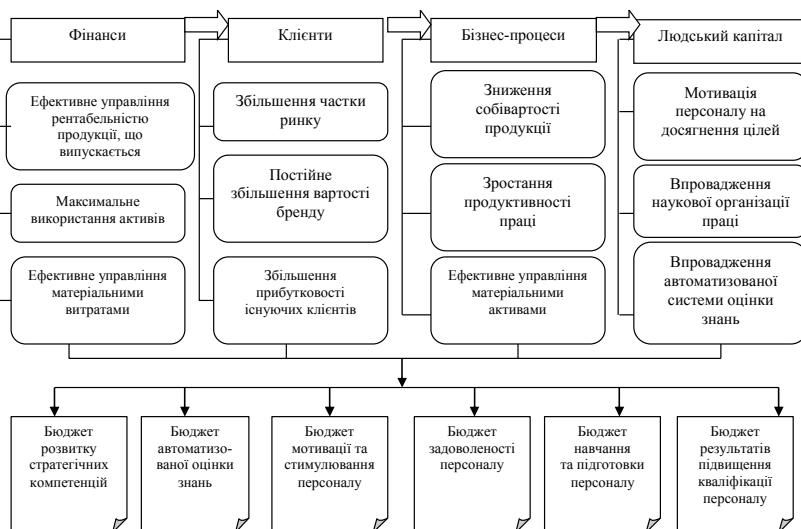 Фінанси
Клієнти
Бізнес-процеси
Людський капітал
Ефективне управління
рентабельністю
продукції, що
випускається
Максимальне
використання активів
Ефективне управління
матеріальними
витратами
Збільшення частки
ринку
Постійне
збільшення вартості
бренду
Збільшення
прибутковості
існуючих клієнтів
Зниження
собівартості
продукції
Зростання
продуктивності
праці
Ефективне управління
матеріальними
активами
Мотивація
персоналу на
досягнення цілей
Впровадження
наукової організації
праці
Впровадження
автоматизованої
системи оцінки
знань
Бюджет
розвитку
стратегічних
компетенцій
Бюджет
автоматизо-
ваної оцінки
знань
Бюджет
мотивації та
стимулювання
персоналу
Бюджет
задоволеності
персоналу
Бюджет
навчання
та підготовки
персоналу
Бюджет
результатів
підвищення
кваліфікації
персоналу